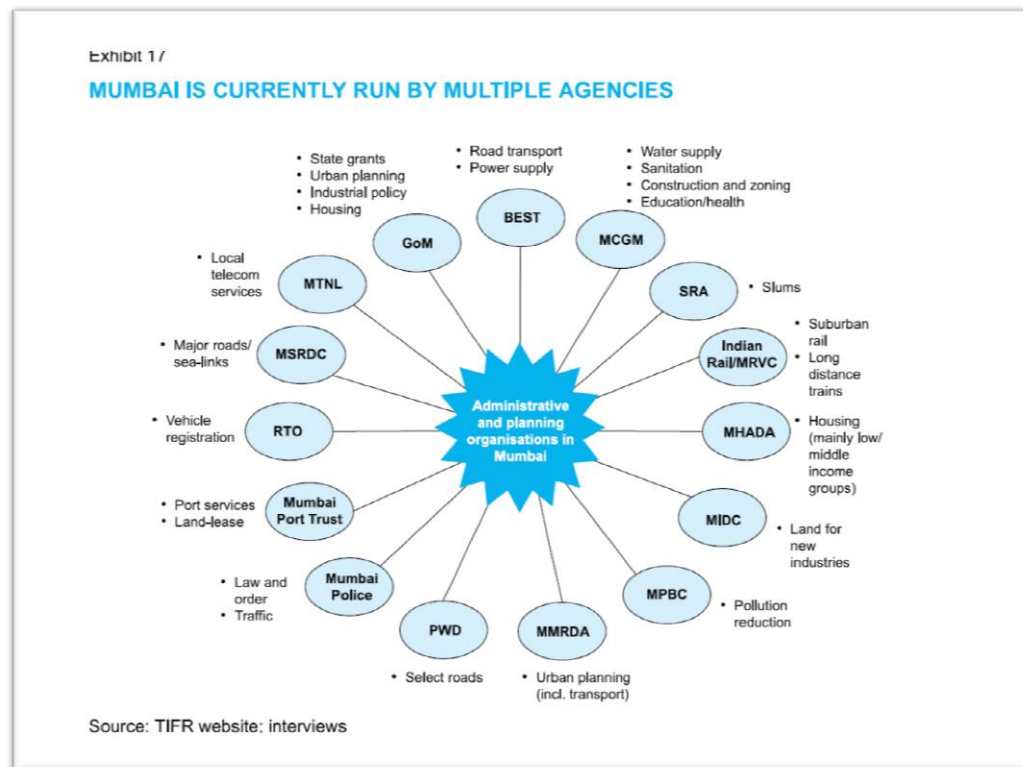 Exhibit 17
MUMBAI IS CURRENTLY RUN BY MULTIPLE AGENCIES
• State grants
• Urban planning
• Industrial policy
• Housing
GoM
• Road transport
• Power supply
BEST
• Water supply
• Sanitation
• Construction and zoning
• Education/health
MCGM
SRA
• Slums
Indian
Rail/MRVC
• Suburban
rail
• Long
distance
trains
MHADA
• Housing
(mainly low/
middle
income
groups)
MIDC
• Land for
new
industries
MPBC
• Pollution
reduction
MMRDA
• Urban planning
(incl. transport)
PWD
• Select roads
Mumbai
Police
• Law and
order
• Traffic
Mumbai
Port Trust
• Port services
• Land-lease
RTO
• Vehicle
registration
MSRDC
• Major roads/
sea-links
MTNL
• Local
telecom
services
Administrative
and planning
organisations in
Mumbai
Source: TIFR website; interviews